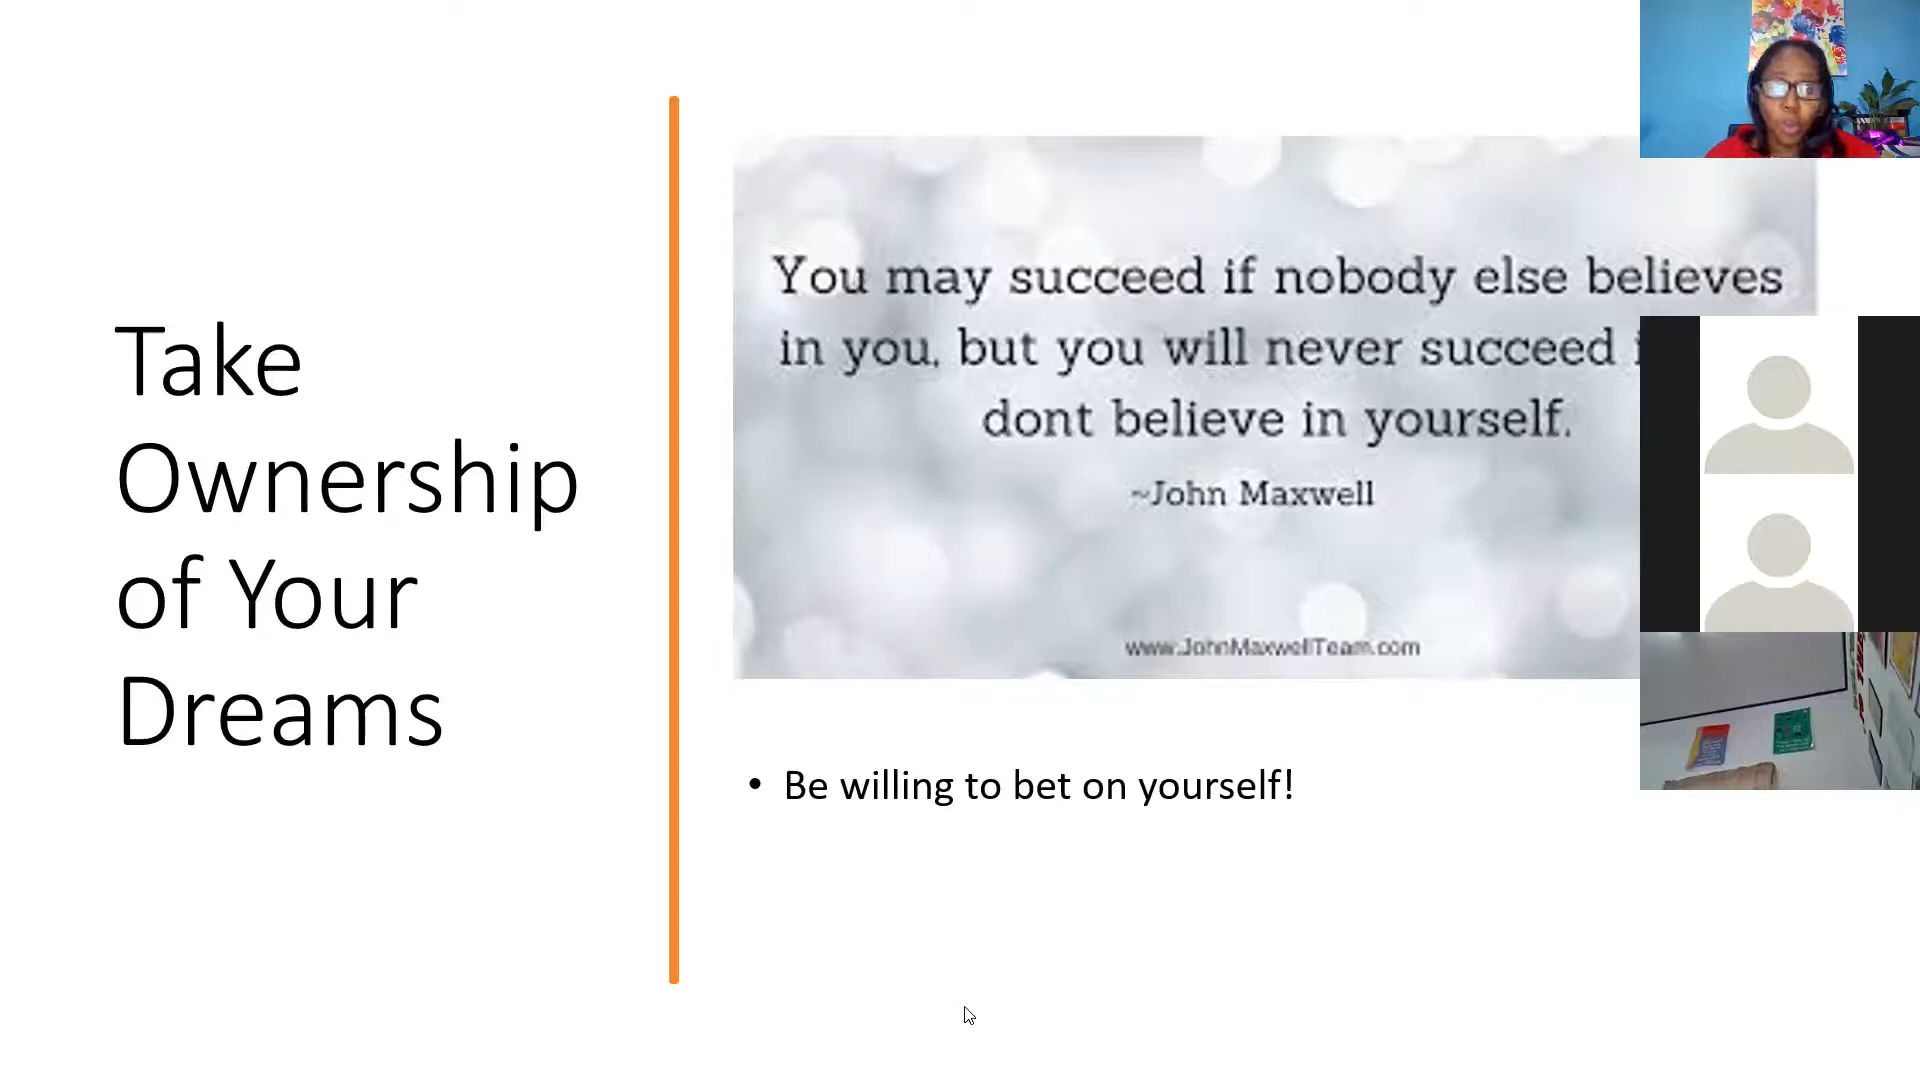 Take
Ownership
of Your
Dreams
You may succeed if nobody else believes
in you, but you will never succeed
dont believe in yourself.
~John Maxwell
www.JohnMaxwellTeam.com
• Be willing to bet on yourself!